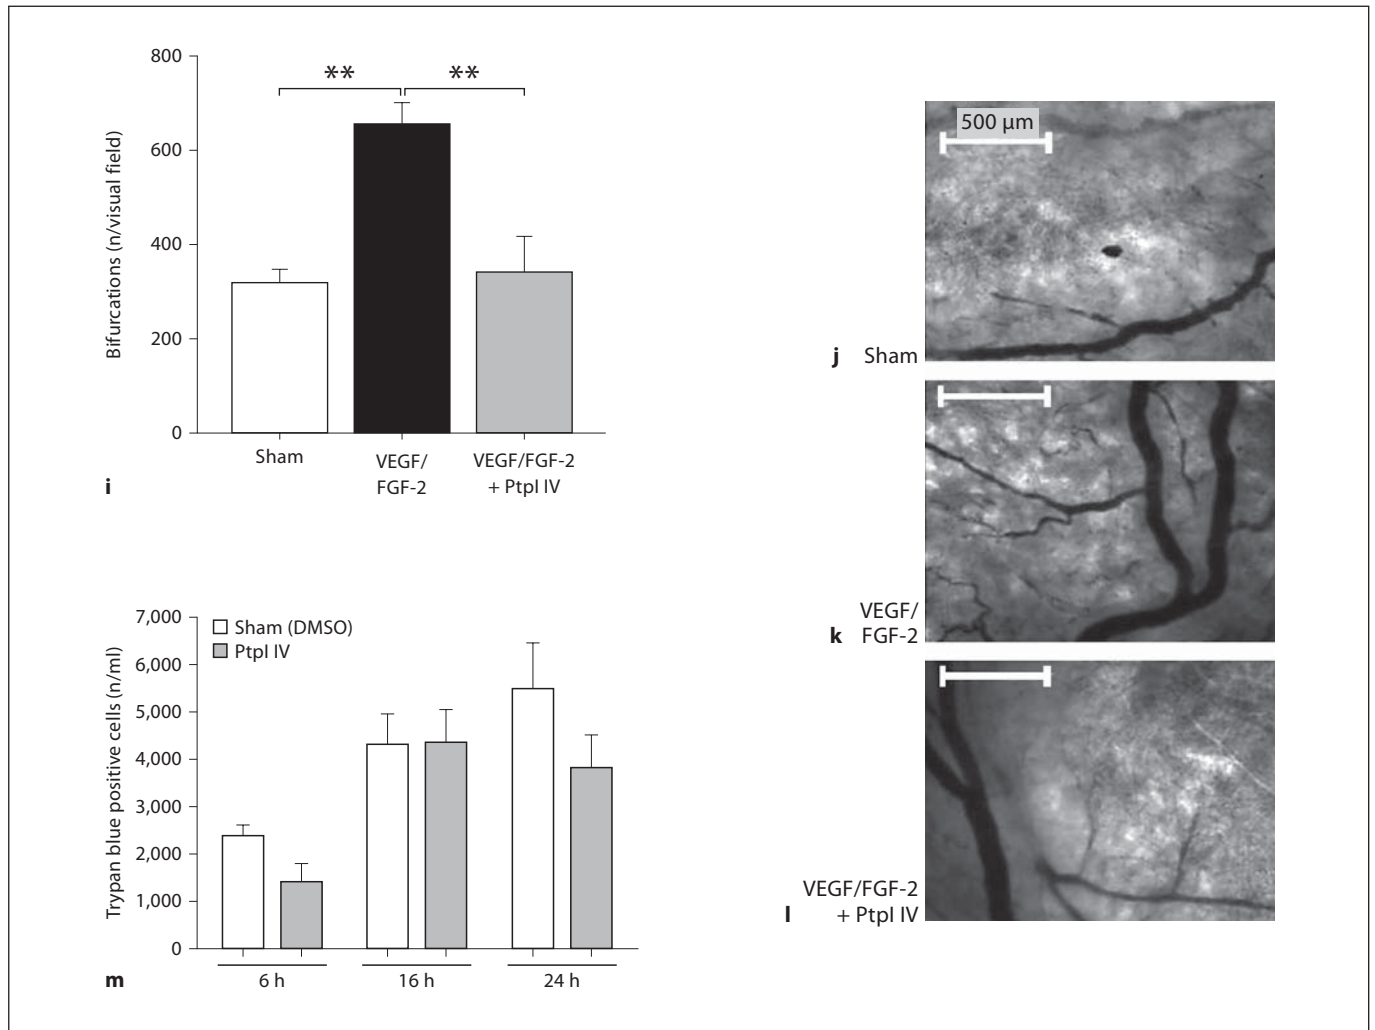 800
600
400
200
0
Bifurcations (n/visual field)
**
**
Sham
VEGF/
FGF-2
VEGF/FGF-2
+ PtpI IV
i
500 µm
j Sham
VEGF/
k FGF-2
VEGF/FGF-2
l + PtpI IV
7,000
6,000
5,000
4,000
3,000
2,000
1,000
0
Trypan blue positive cells (n/ml)
Sham (DMSO)
PtpI IV
6 h
16 h
24 h
m